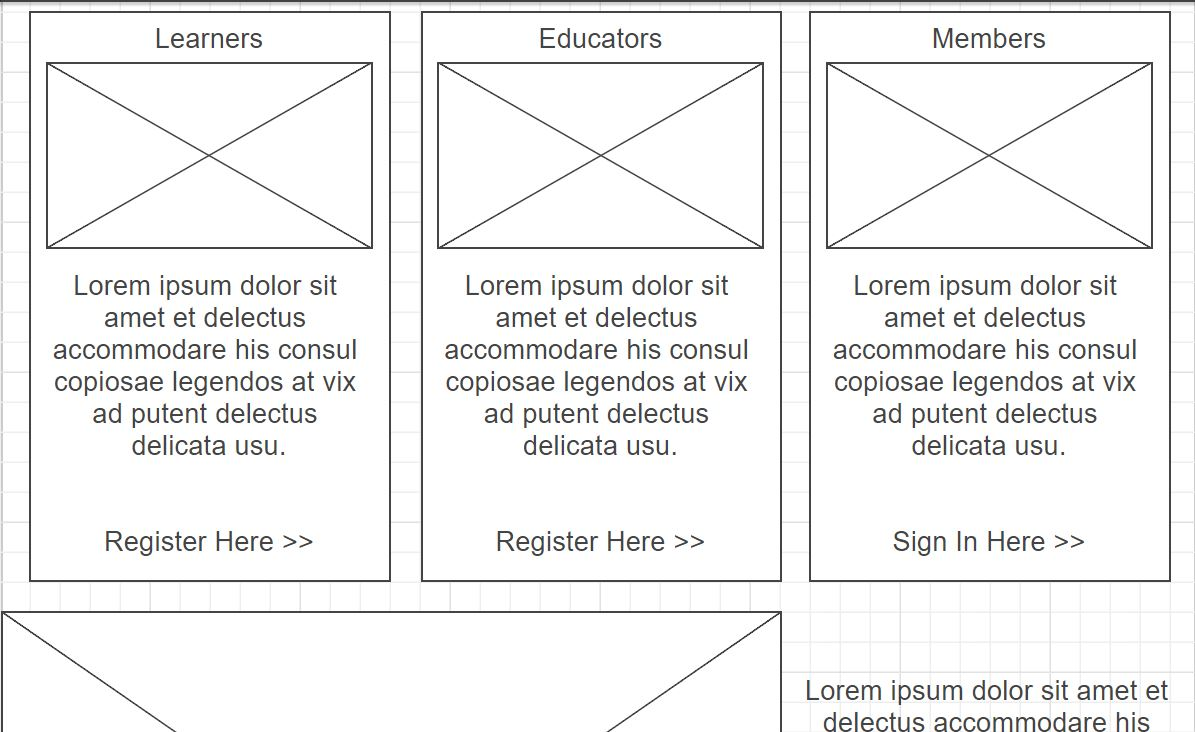 Learners
Lorem ipsum dolor sit
amet et delectus
accommodare his consul
copiosae legendos at vix
ad putent delectus
delicata usu.
Register Here >>
Educators
Lorem ipsum dolor sit
amet et delectus
accommodare his consul
copiosae legendos at vix
ad putent delectus
delicata usu.
Register Here >>
Members
Lorem ipsum dolor sit
amet et delectus
accommodare his consul
copiosae legendos at vix
ad putent delectus
delicata usu.
Sign In Here >>
Lorem ipsum dolor sit amet et
delectus accommodare his